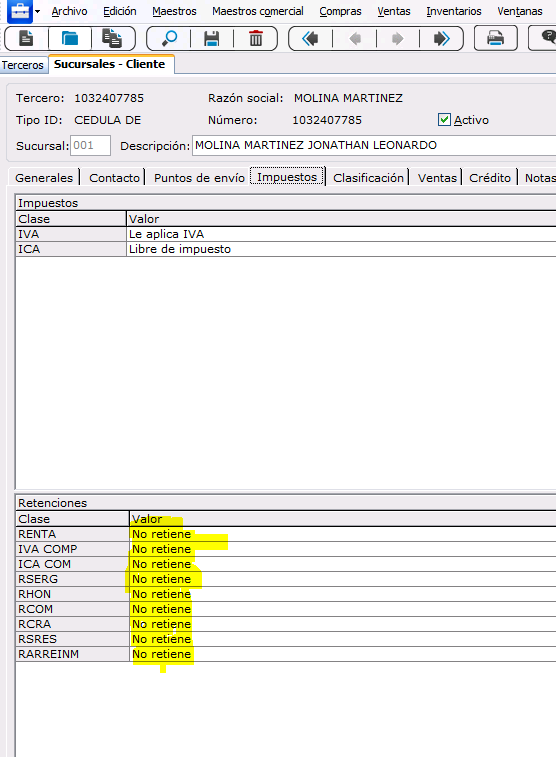 Archivo Edición Maestros Maestros comercial Compras Ventas Inventarios Ventanas
Terceros Sucursales - Cliente
Tercero: 1032407785 Razón social: MOLINA MARTINEZ
Tipo ID: CEDULA DE Número: 1032407785 Activo
Sucursal: 001 Descripción: MOLINA MARTINEZ JONATHAN LEONARDO
Generales Contacto Puntos de envío Impuestos Clasificación Ventas Crédito Notas
Impuestos
Clase Valor
IVA Le aplica IVA
ICA Libre de impuesto
Retenciones
Clase Valor
RENTA No retiene
IVA COMP No retiene
ICA COM No retiene
RSERG No retiene
RHON No retiene
RCOM No retiene
RCRA No retiene
RSRES No retiene
RARREINM No retiene